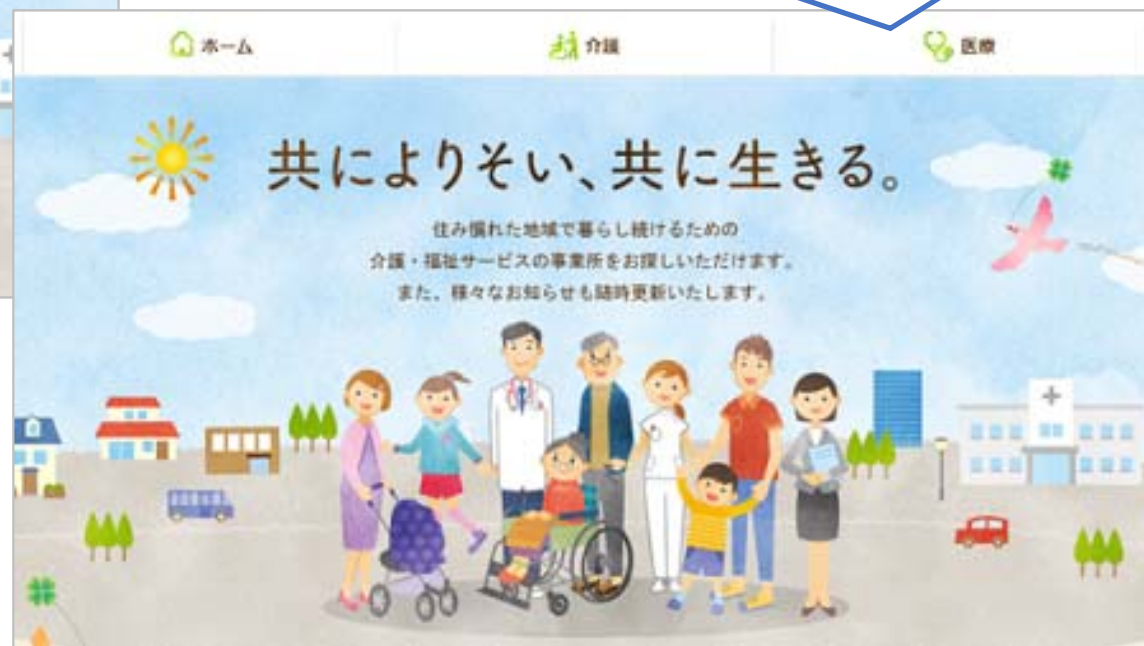 ホーム
介護
医療
共によりそい、共に生きる。
住み慣れた地域で暮らし続けるための
介護・福祉サービスの事業所をお探しいただけます。
また、様々なお知らせも随時更新いたします。